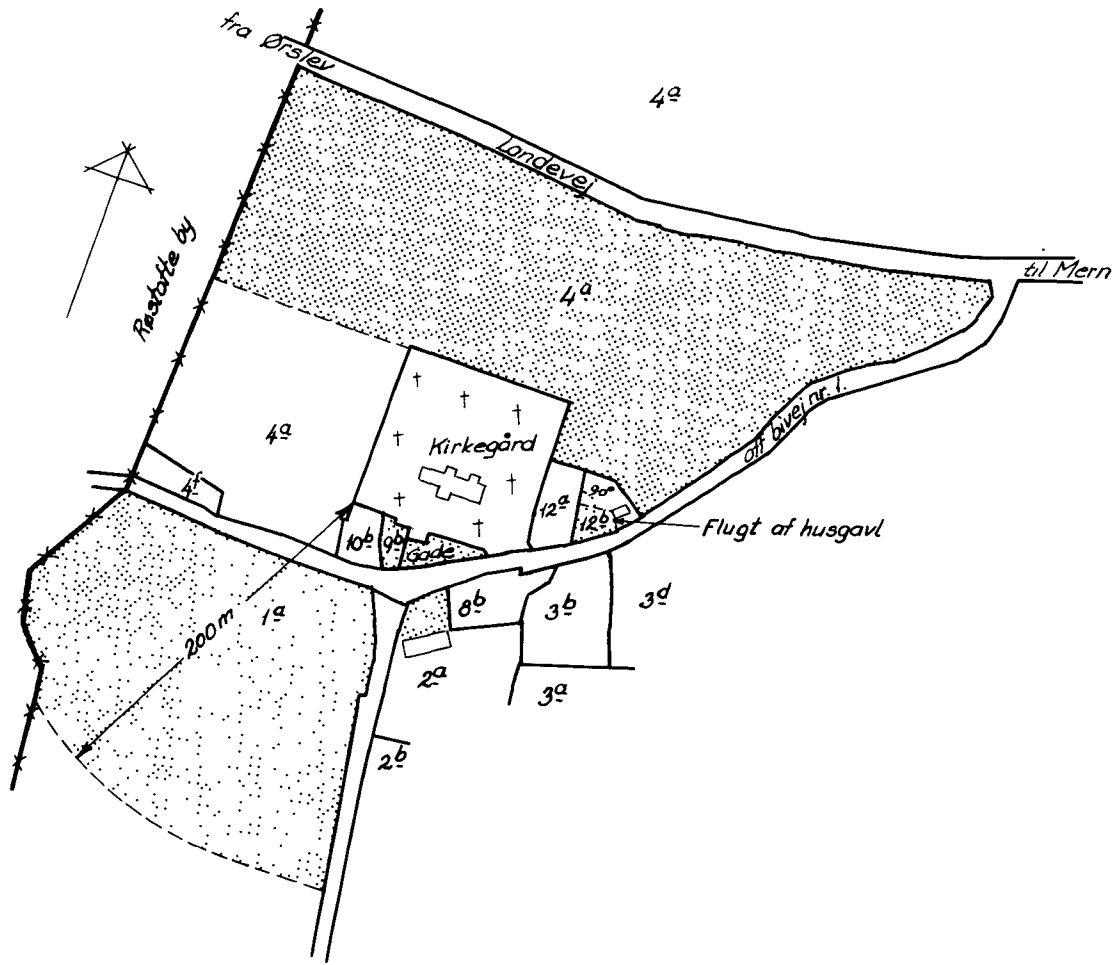 fra Ørslev
4a
Landevej
Røstofte by
4a
til Mern
off bivej nr. 1.
4a
Kirkegård
4f
12a
90°
12b
Flugt af husgavl
10b
9b
Gade
1a
200 m
8b
3b
3d
2a
3a
2b